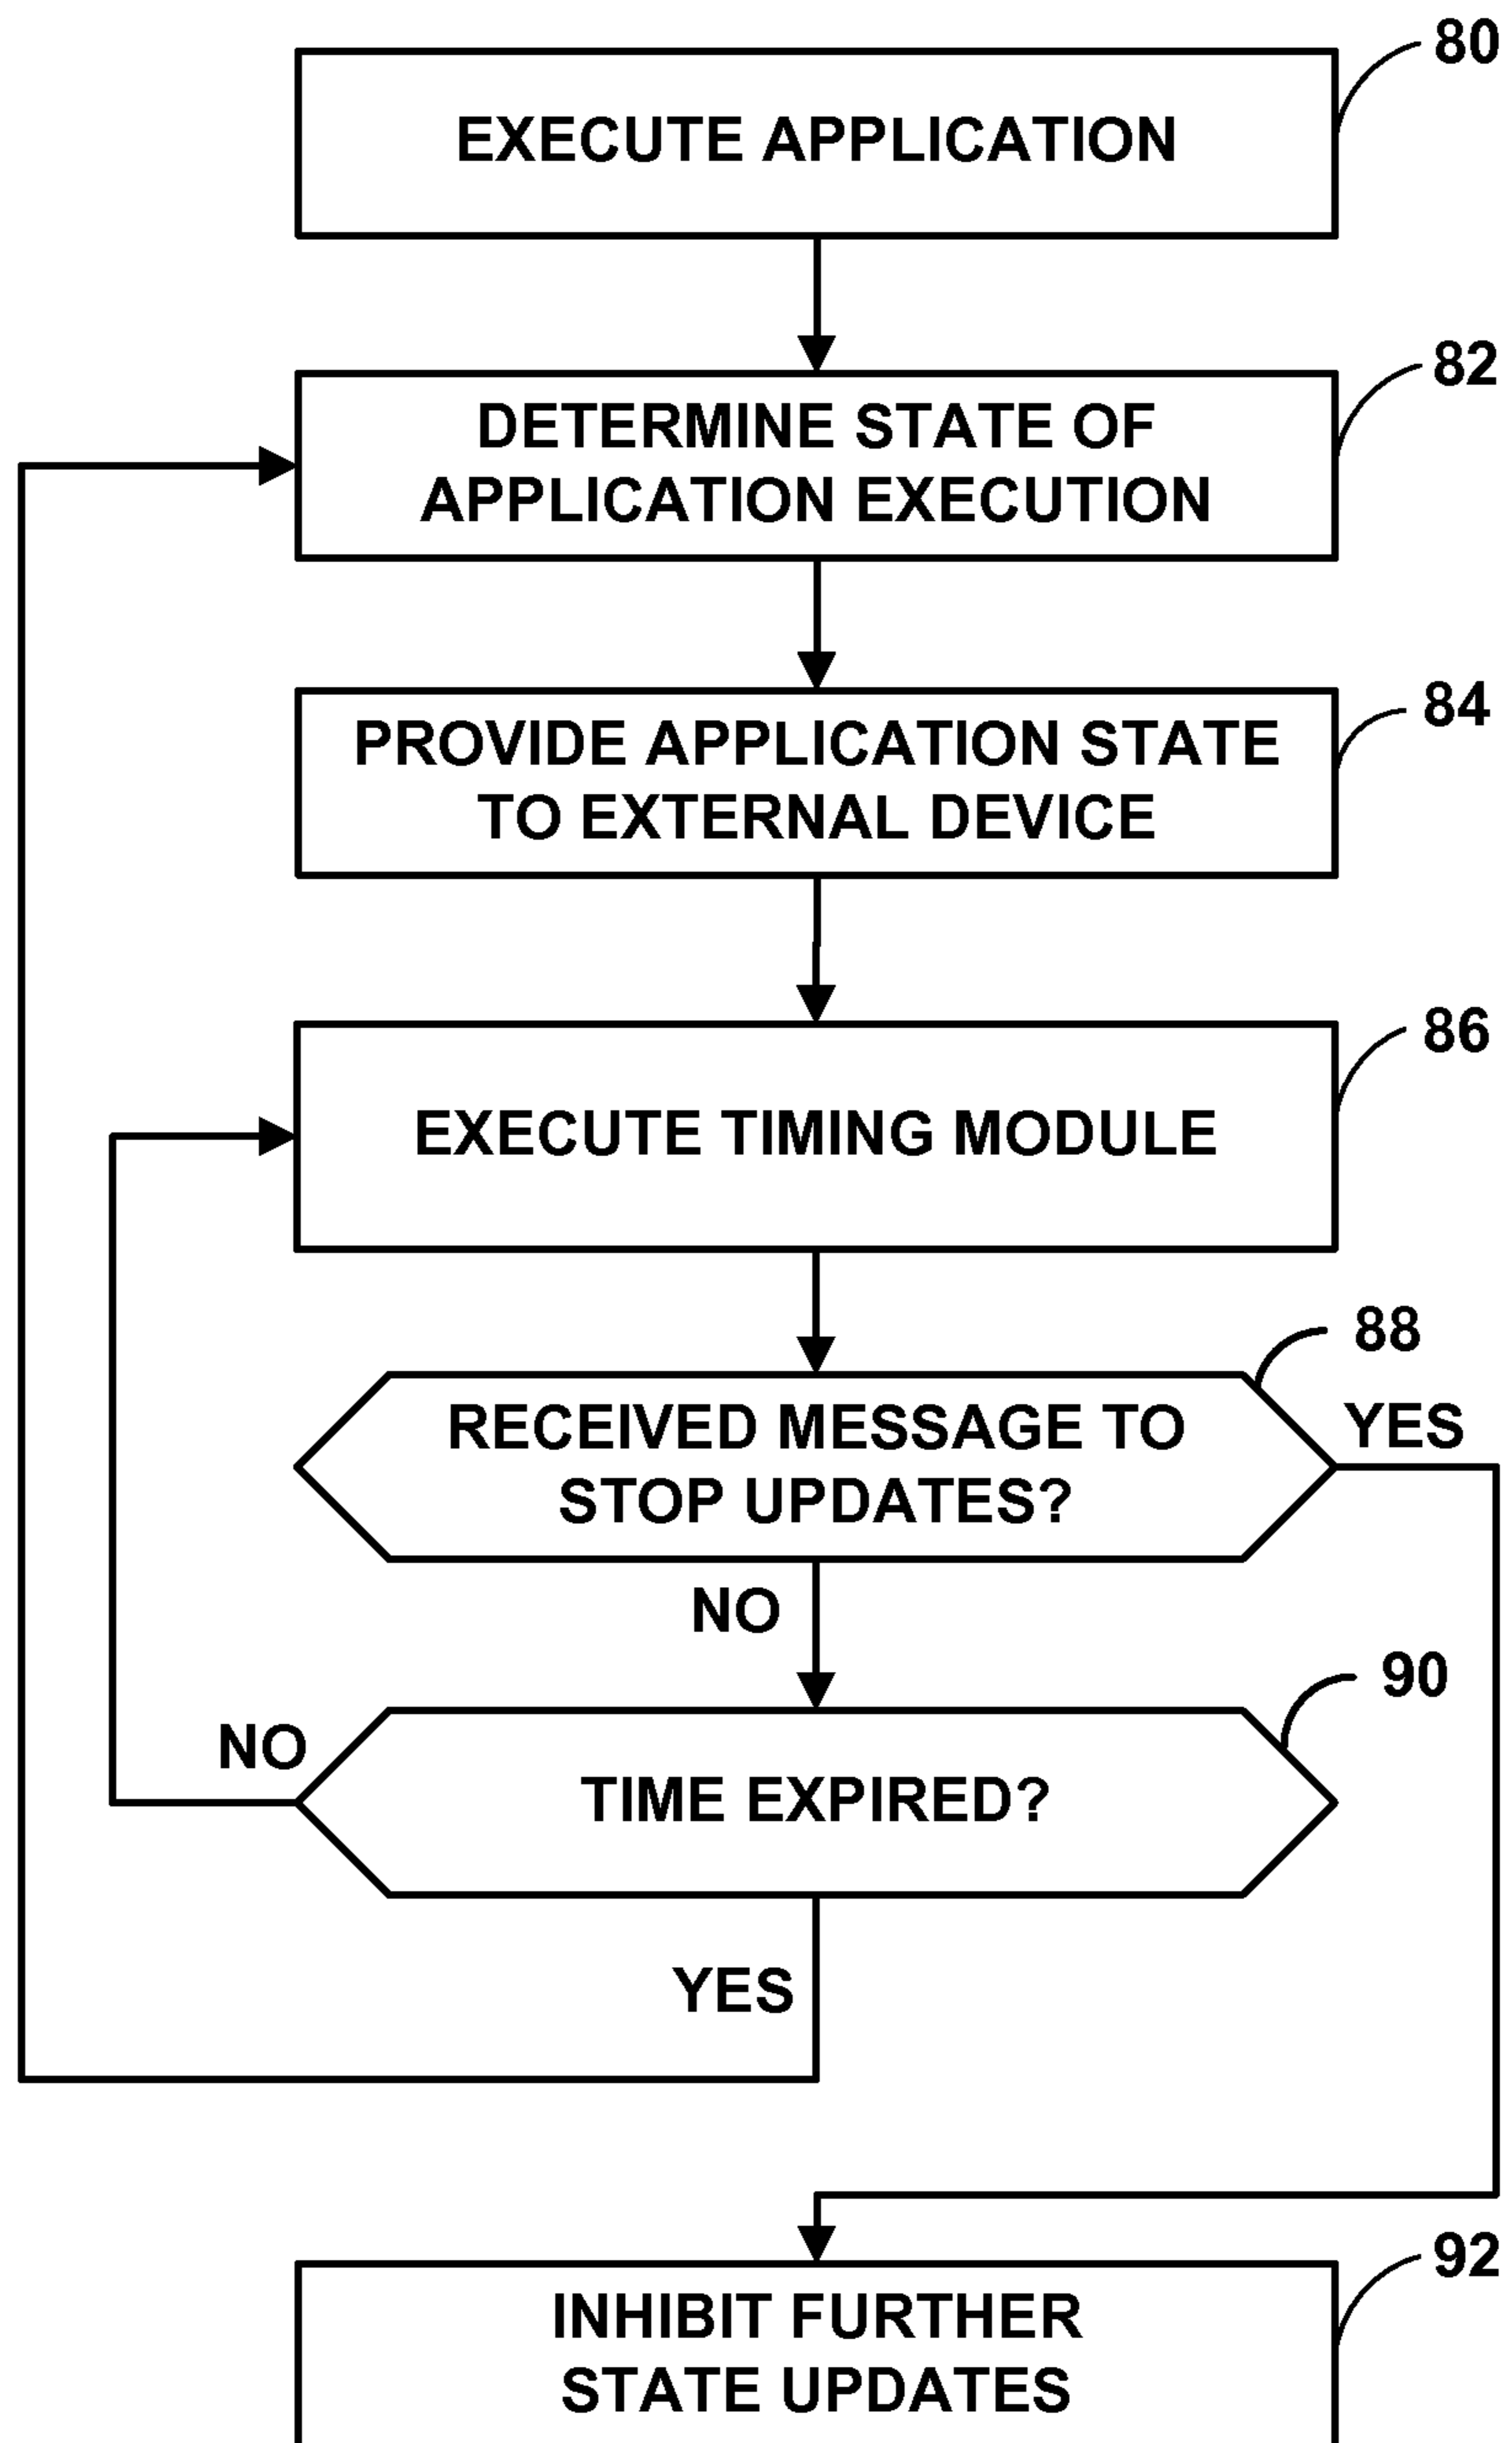 80
EXECUTE APPLICATION
82
DETERMINE STATE OF
APPLICATION EXECUTION
84
PROVIDE APPLICATION STATE
TO EXTERNAL DEVICE
86
EXECUTE TIMING MODULE
88
YES
RECEIVED MESSAGE TO
STOP UPDATES?
NO
90
NO
TIME EXPIRED?
YES
92
INHIBIT FURTHER
STATE UPDATES